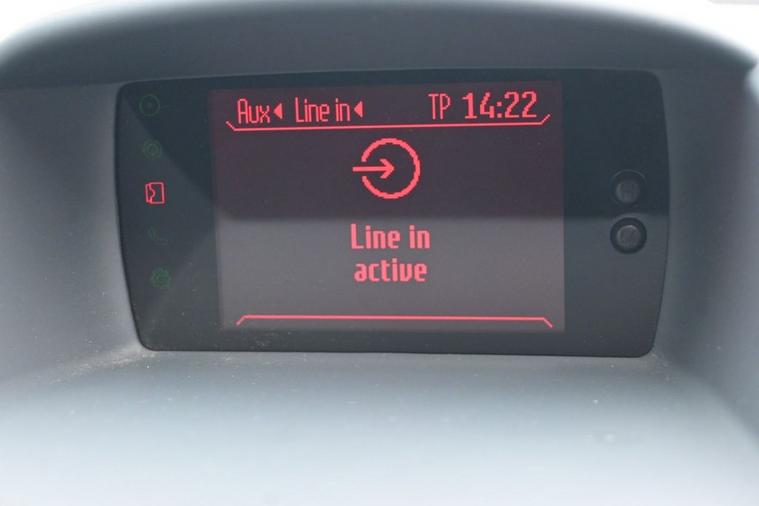 Aux Line in TP 14:22
Line in
active